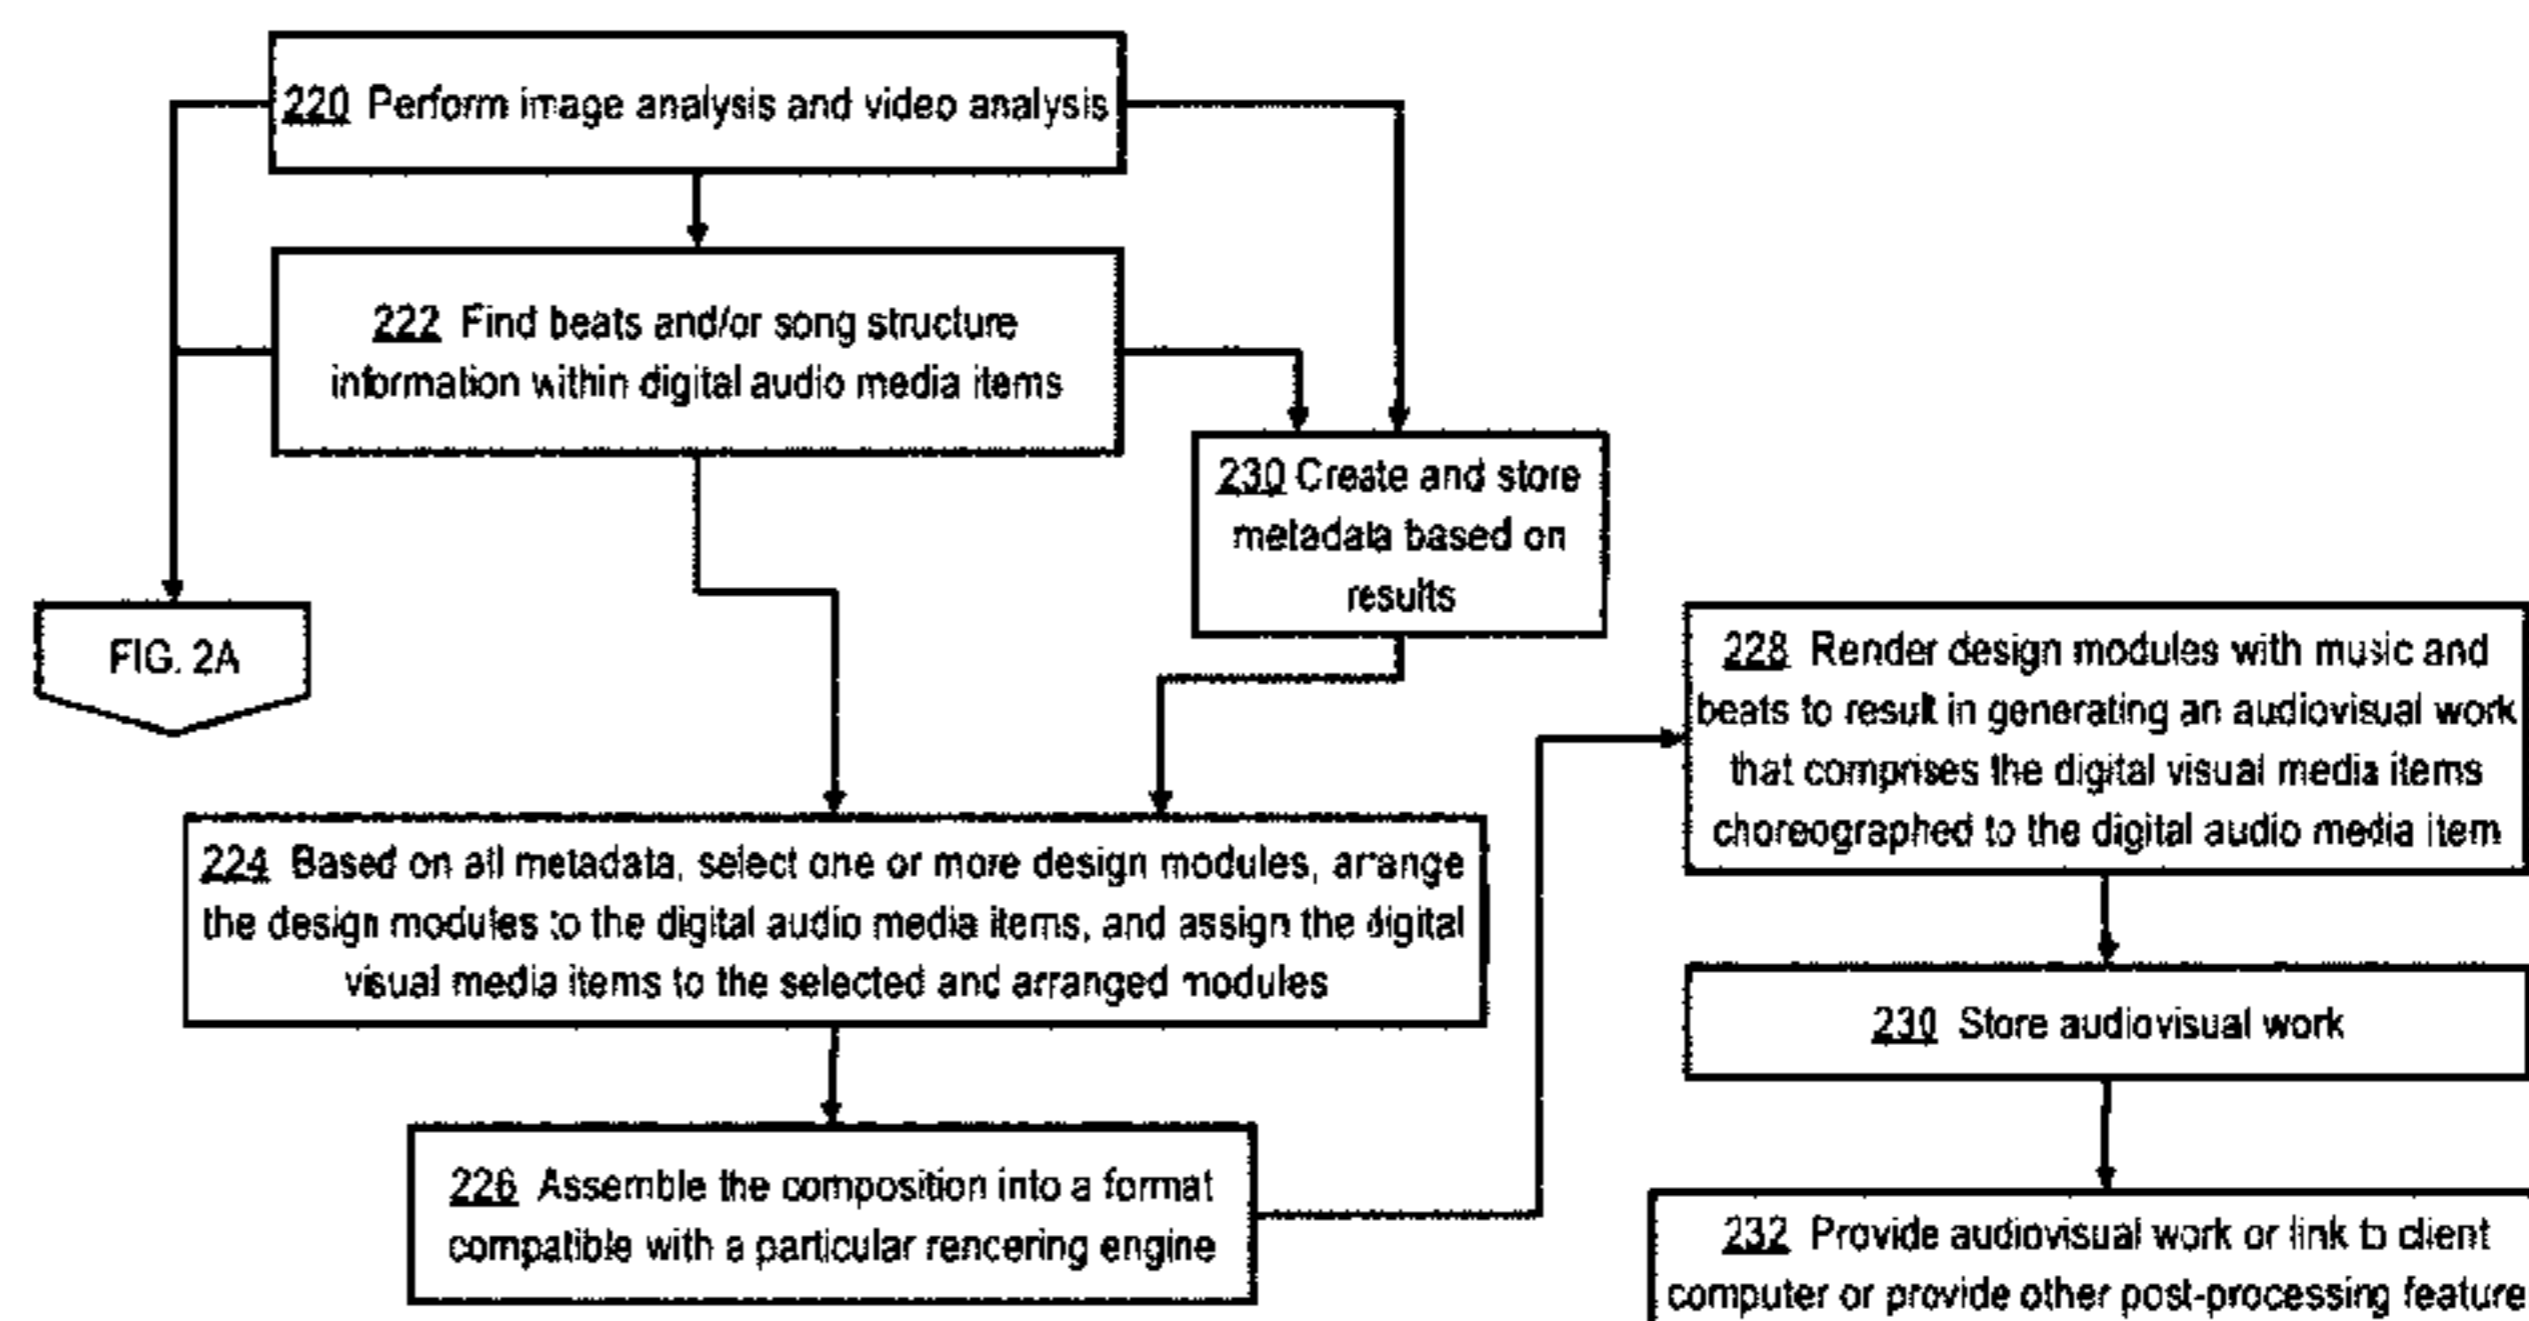 220 Perform image analysis and video analysis
222 Find beats and/or song structure
information within digital audio media items
230 Create and store
metadata based on
results
FIG. 2A
224 Based on all metadata, select one or more design modules, arrange
the design modules to the digital audio media items, and assign the digital
visual media items to the selected and arranged modules
226 Assemble the composition into a format
compatible with a particular rendering engine
228 Render design modules with music and
beats to result in generating an audiovisual work
that comprises the digital visual media items
choreographed to the digital audio media item
230 Store audiovisual work
232 Provide audiovisual work or link to client
computer or provide other post-processing feature